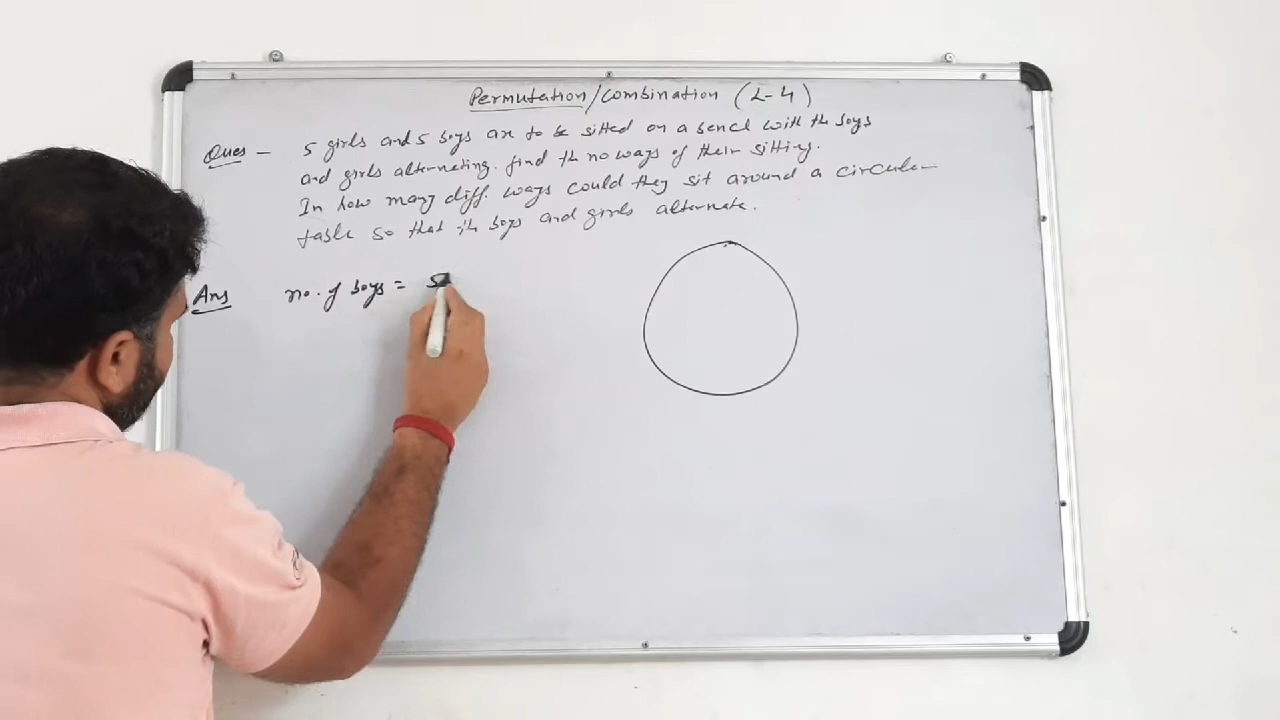 Permutation/Combination (L-4)
Ques - 5 girls and 5 boys are to be sitted on a bench with the boys
and girls alternating. find the no ways of their sitting.
In how many diff. ways could they sit around a circular
table so that the boys and girls alternate.
Ans no. of boys = 5